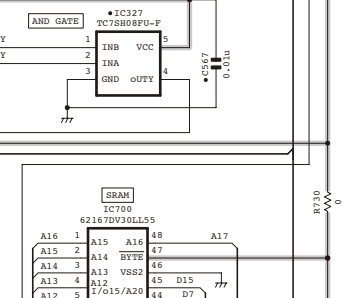 •IC327
AND GATE
TC7SH08FU-F
Y 1 INB VCC 5
Y 2 INA
3 GND oUTY 4
•C567
0.01u
R730
0
SRAM
IC700
62167DV30LL55
A16 1 A15 A16 48 A17
A15 2 A14 BYTE 47
A14 3 A13 VSS2 46
A13 4 A12 I/o15/A20 45 D15
A12 5 44 D7